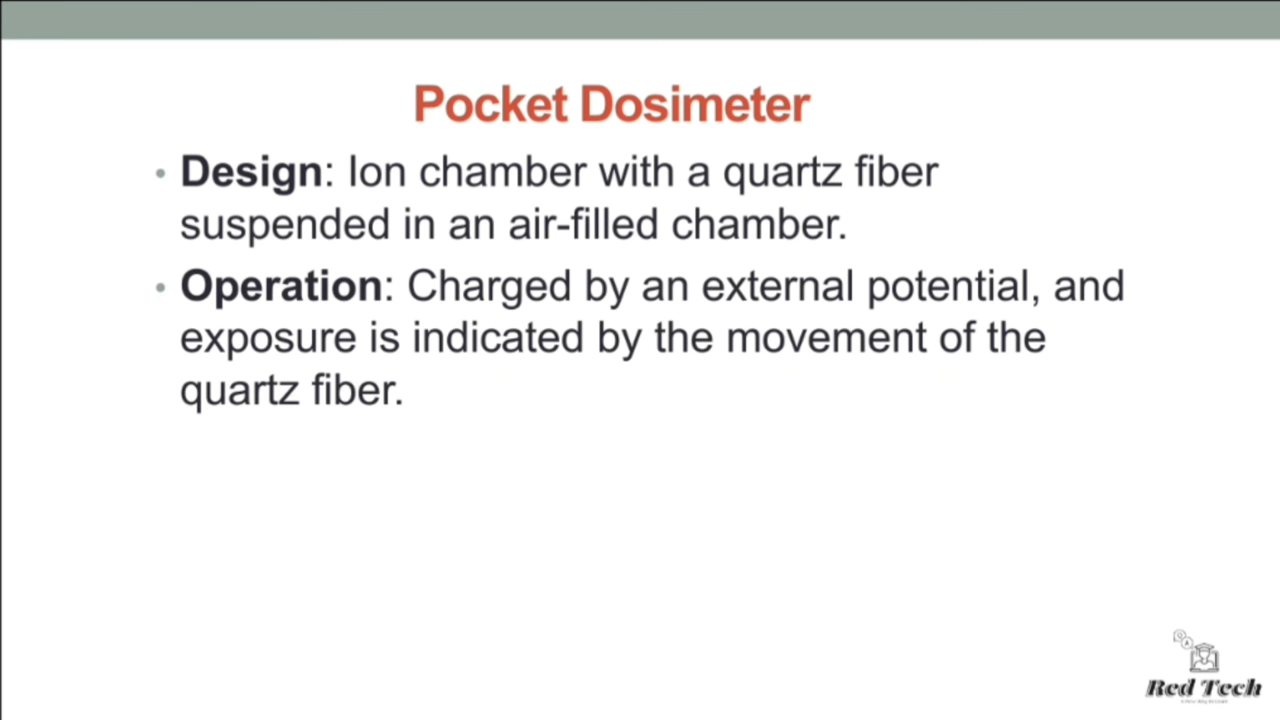 Pocket Dosimeter
• Design: Ion chamber with a quartz fiber
suspended in an air-filled chamber.
• Operation: Charged by an external potential, and
exposure is indicated by the movement of the
quartz fiber.
Red Tech